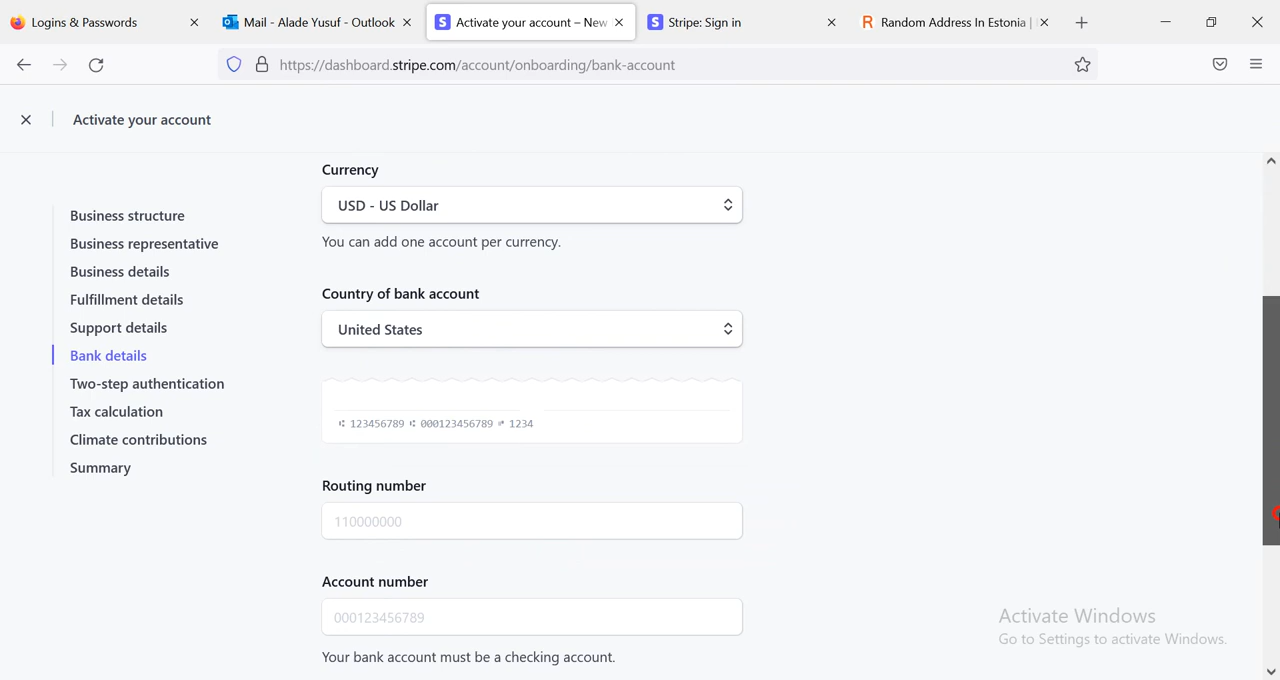 Logins & Passwords
Mail - Alade Yusuf - Outlook
Activate your account – New
Stripe: Sign in
Random Address In Estonia |
https://dashboard.stripe.com/account/onboarding/bank-account
Activate your account
Business structure
Business representative
Business details
Fulfillment details
Support details
Bank details
Two-step authentication
Tax calculation
Climate contributions
Summary
Currency
USD - US Dollar
You can add one account per currency.
Country of bank account
United States
⑆ 123456789 ⑆ 000123456789 ⑈ 1234
Routing number
110000000
Account number
000123456789
Your bank account must be a checking account.
Activate Windows
Go to Settings to activate Windows.